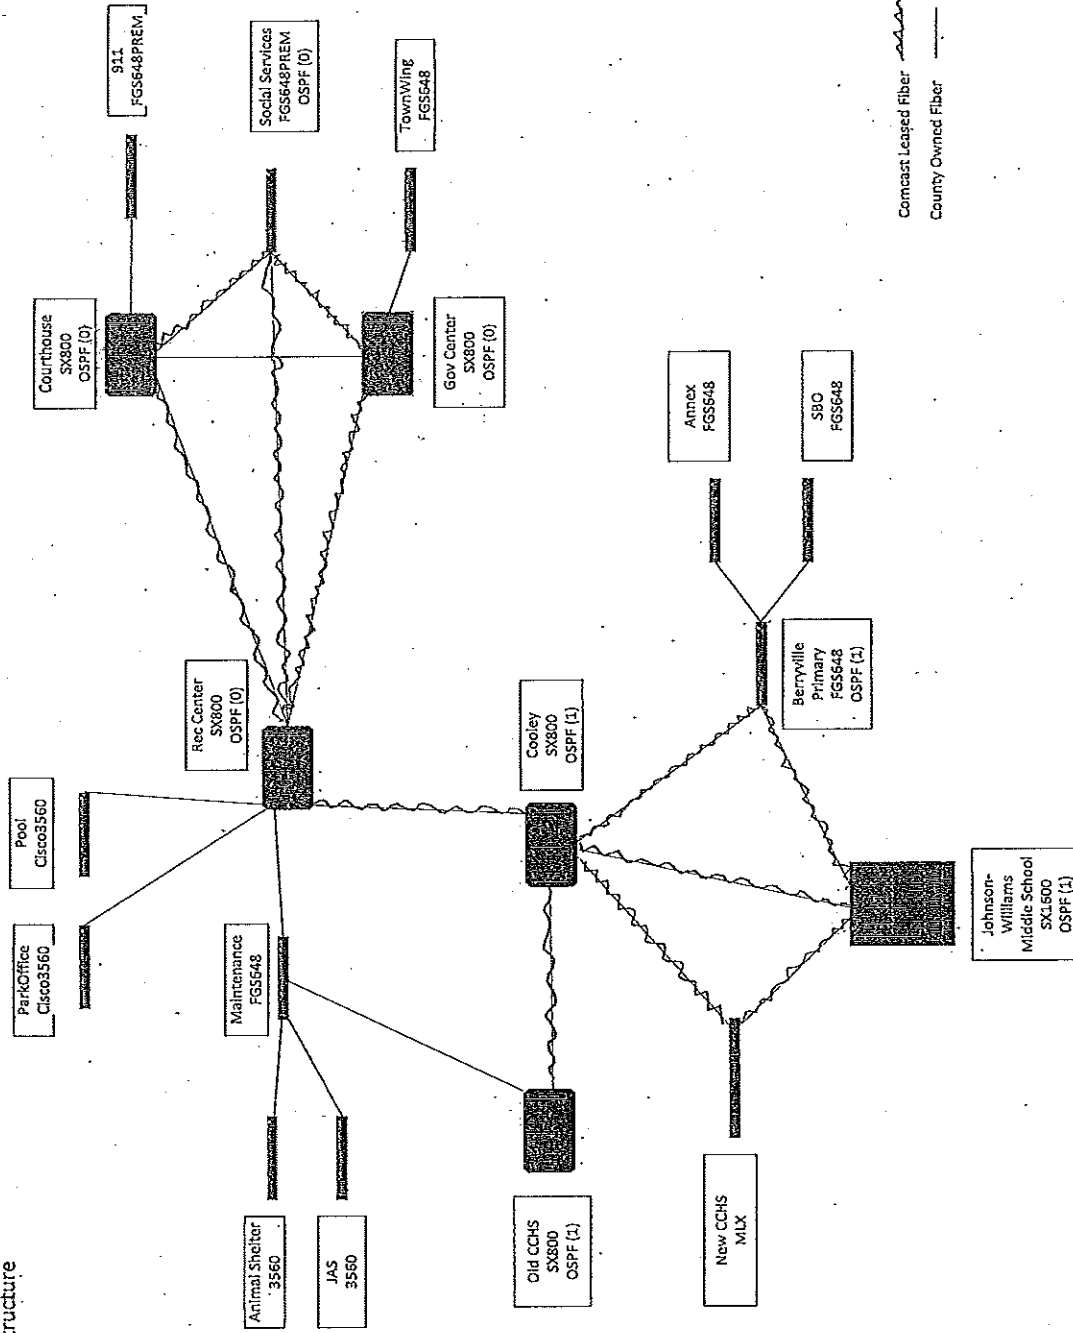 tructure
911
FGS648PREM
Social Services
FGS648PREM
OSPF (0)
TownWing
FGS648
Comcast Leased Fiber
County Owned Fiber
Courthouse
SX800
OSPF (0)
Gov Center
SX800
OSPF (0)
Annex
FGS648
SBO
FGS648
Rec Center
SX800
OSPF (0)
Cooley
SX800
OSPF (1)
Berryville
Primary
FGS648
OSPF (1)
Pool
Cisco3560
ParkOffice
Cisco3560
Maintenance
FGS648
Johnson-
Williams
Middle School
SX1600
OSPF (1)
Animal Shelter
3560
JAS
3560
Old CCHS
SX800
OSPF (1)
New CCHS
MLX